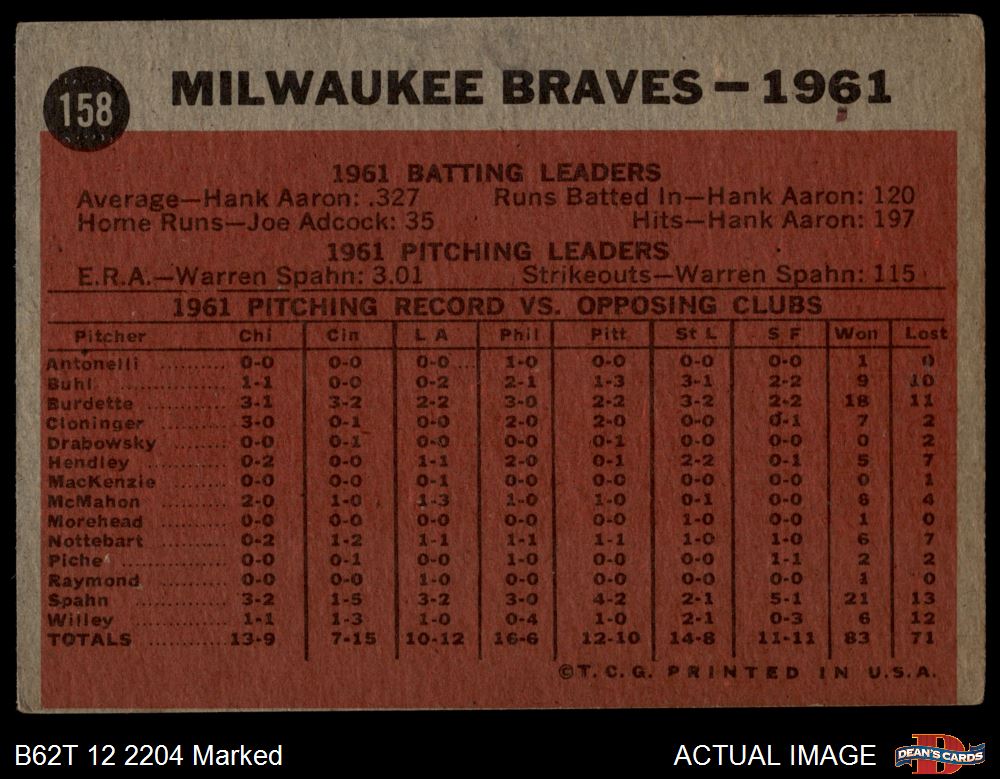 158
MILWAUKEE BRAVES — 1961
1961 BATTING LEADERS
Average—Hank Aaron: .327 Runs Batted In—Hank Aaron: 120
Home Runs—Joe Adcock: 35 Hits—Hank Aaron: 197
1961 PITCHING LEADERS
E.R.A.—Warren Spahn: 3.01 Strikeouts—Warren Spahn: 115
1961 PITCHING RECORD VS. OPPOSING CLUBS
Pitcher Chi Cin L A Phil Pitt St L S F Won Lost
Antonelli .......... 0-0 0-0 0-0 1-0 0-0 0-0 0-0 1 0
Buhl .......... 1-1 0-0 0-2 2-1 1-3 3-1 2-2 9 10
Burdette .......... 3-1 3-2 2-2 3-0 2-2 3-2 2-2 18 11
Cloninger .......... 3-0 0-1 0-0 2-0 2-0 0-0 0-1 7 2
Drabowsky ........ 0-0 0-1 0-0 0-0 0-1 0-0 0-0 0 2
Hendley .......... 0-2 0-0 1-1 2-0 0-1 2-2 0-1 5 7
MacKenzie ........ 0-0 0-0 0-1 0-0 0-0 0-0 0-0 0 1
McMahon .......... 2-0 1-0 1-3 1-0 1-0 0-1 0-0 6 4
Morehead .......... 0-0 0-0 0-0 0-0 0-0 1-0 0-0 1 0
Nottebart .......... 0-2 1-2 1-1 1-1 1-1 1-0 1-0 6 7
Piche .......... 0-0 0-1 0-0 1-0 0-0 0-0 1-1 2 2
Raymond .......... 0-0 0-0 1-0 0-0 0-0 0-0 0-0 1 0
Spahn .......... 3-2 1-5 3-2 3-0 4-2 2-1 5-1 21 13
Willey .......... 1-1 1-3 1-0 0-4 1-0 2-1 0-3 6 12
TOTALS 13-9 7-15 10-12 16-6 12-10 14-8 11-11 83 71
©T.C.G. PRINTED IN U.S.A.
B62T 12 2204 Marked ACTUAL IMAGE
D
DEAN'S CARDS